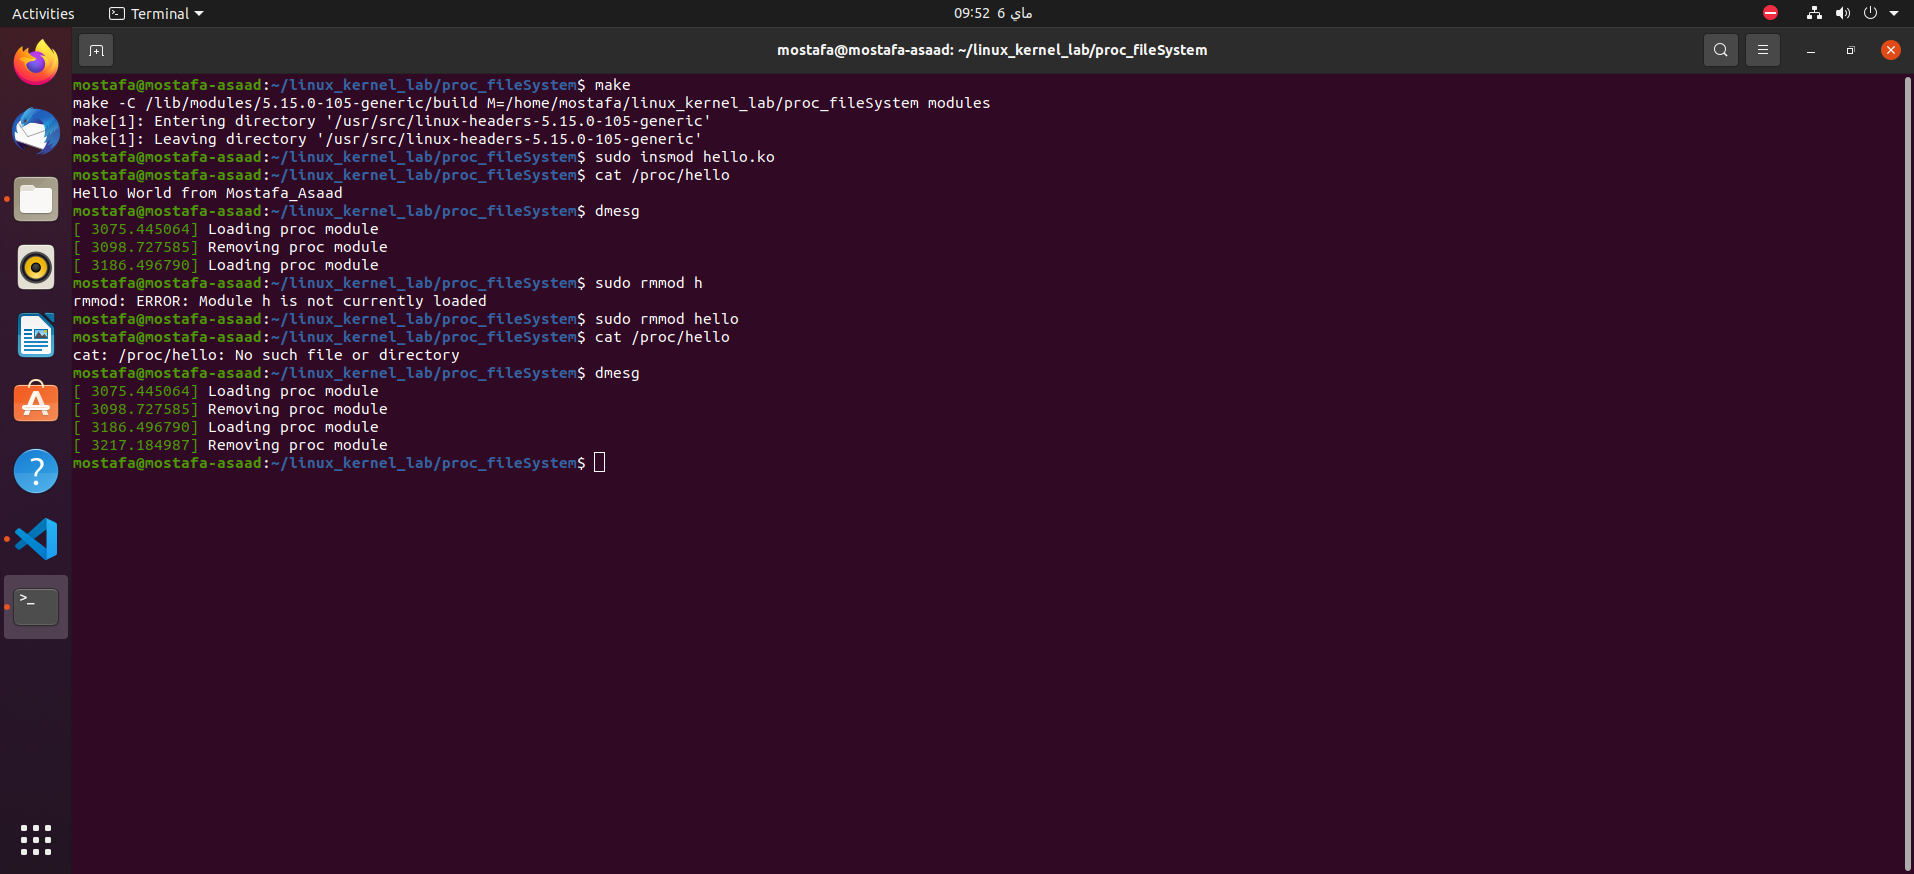 Activities
Terminal
09:52 6 ماي
mostafa@mostafa-asaad: ~/linux_kernel_lab/proc_fileSystem
mostafa@mostafa-asaad:~/linux_kernel_lab/proc_fileSystem$ make
make -C /lib/modules/5.15.0-105-generic/build M=/home/mostafa/linux_kernel_lab/proc_fileSystem modules
make[1]: Entering directory '/usr/src/linux-headers-5.15.0-105-generic'
make[1]: Leaving directory '/usr/src/linux-headers-5.15.0-105-generic'
mostafa@mostafa-asaad:~/linux_kernel_lab/proc_fileSystem$ sudo insmod hello.ko
mostafa@mostafa-asaad:~/linux_kernel_lab/proc_fileSystem$ cat /proc/hello
Hello World from Mostafa_Asaad
mostafa@mostafa-asaad:~/linux_kernel_lab/proc_fileSystem$ dmesg
[ 3075.445064] Loading proc module
[ 3098.727585] Removing proc module
[ 3186.496790] Loading proc module
mostafa@mostafa-asaad:~/linux_kernel_lab/proc_fileSystem$ sudo rmmod h
rmmod: ERROR: Module h is not currently loaded
mostafa@mostafa-asaad:~/linux_kernel_lab/proc_fileSystem$ sudo rmmod hello
mostafa@mostafa-asaad:~/linux_kernel_lab/proc_fileSystem$ cat /proc/hello
cat: /proc/hello: No such file or directory
mostafa@mostafa-asaad:~/linux_kernel_lab/proc_fileSystem$ dmesg
[ 3075.445064] Loading proc module
[ 3098.727585] Removing proc module
[ 3186.496790] Loading proc module
[ 3217.184987] Removing proc module
mostafa@mostafa-asaad:~/linux_kernel_lab/proc_fileSystem$